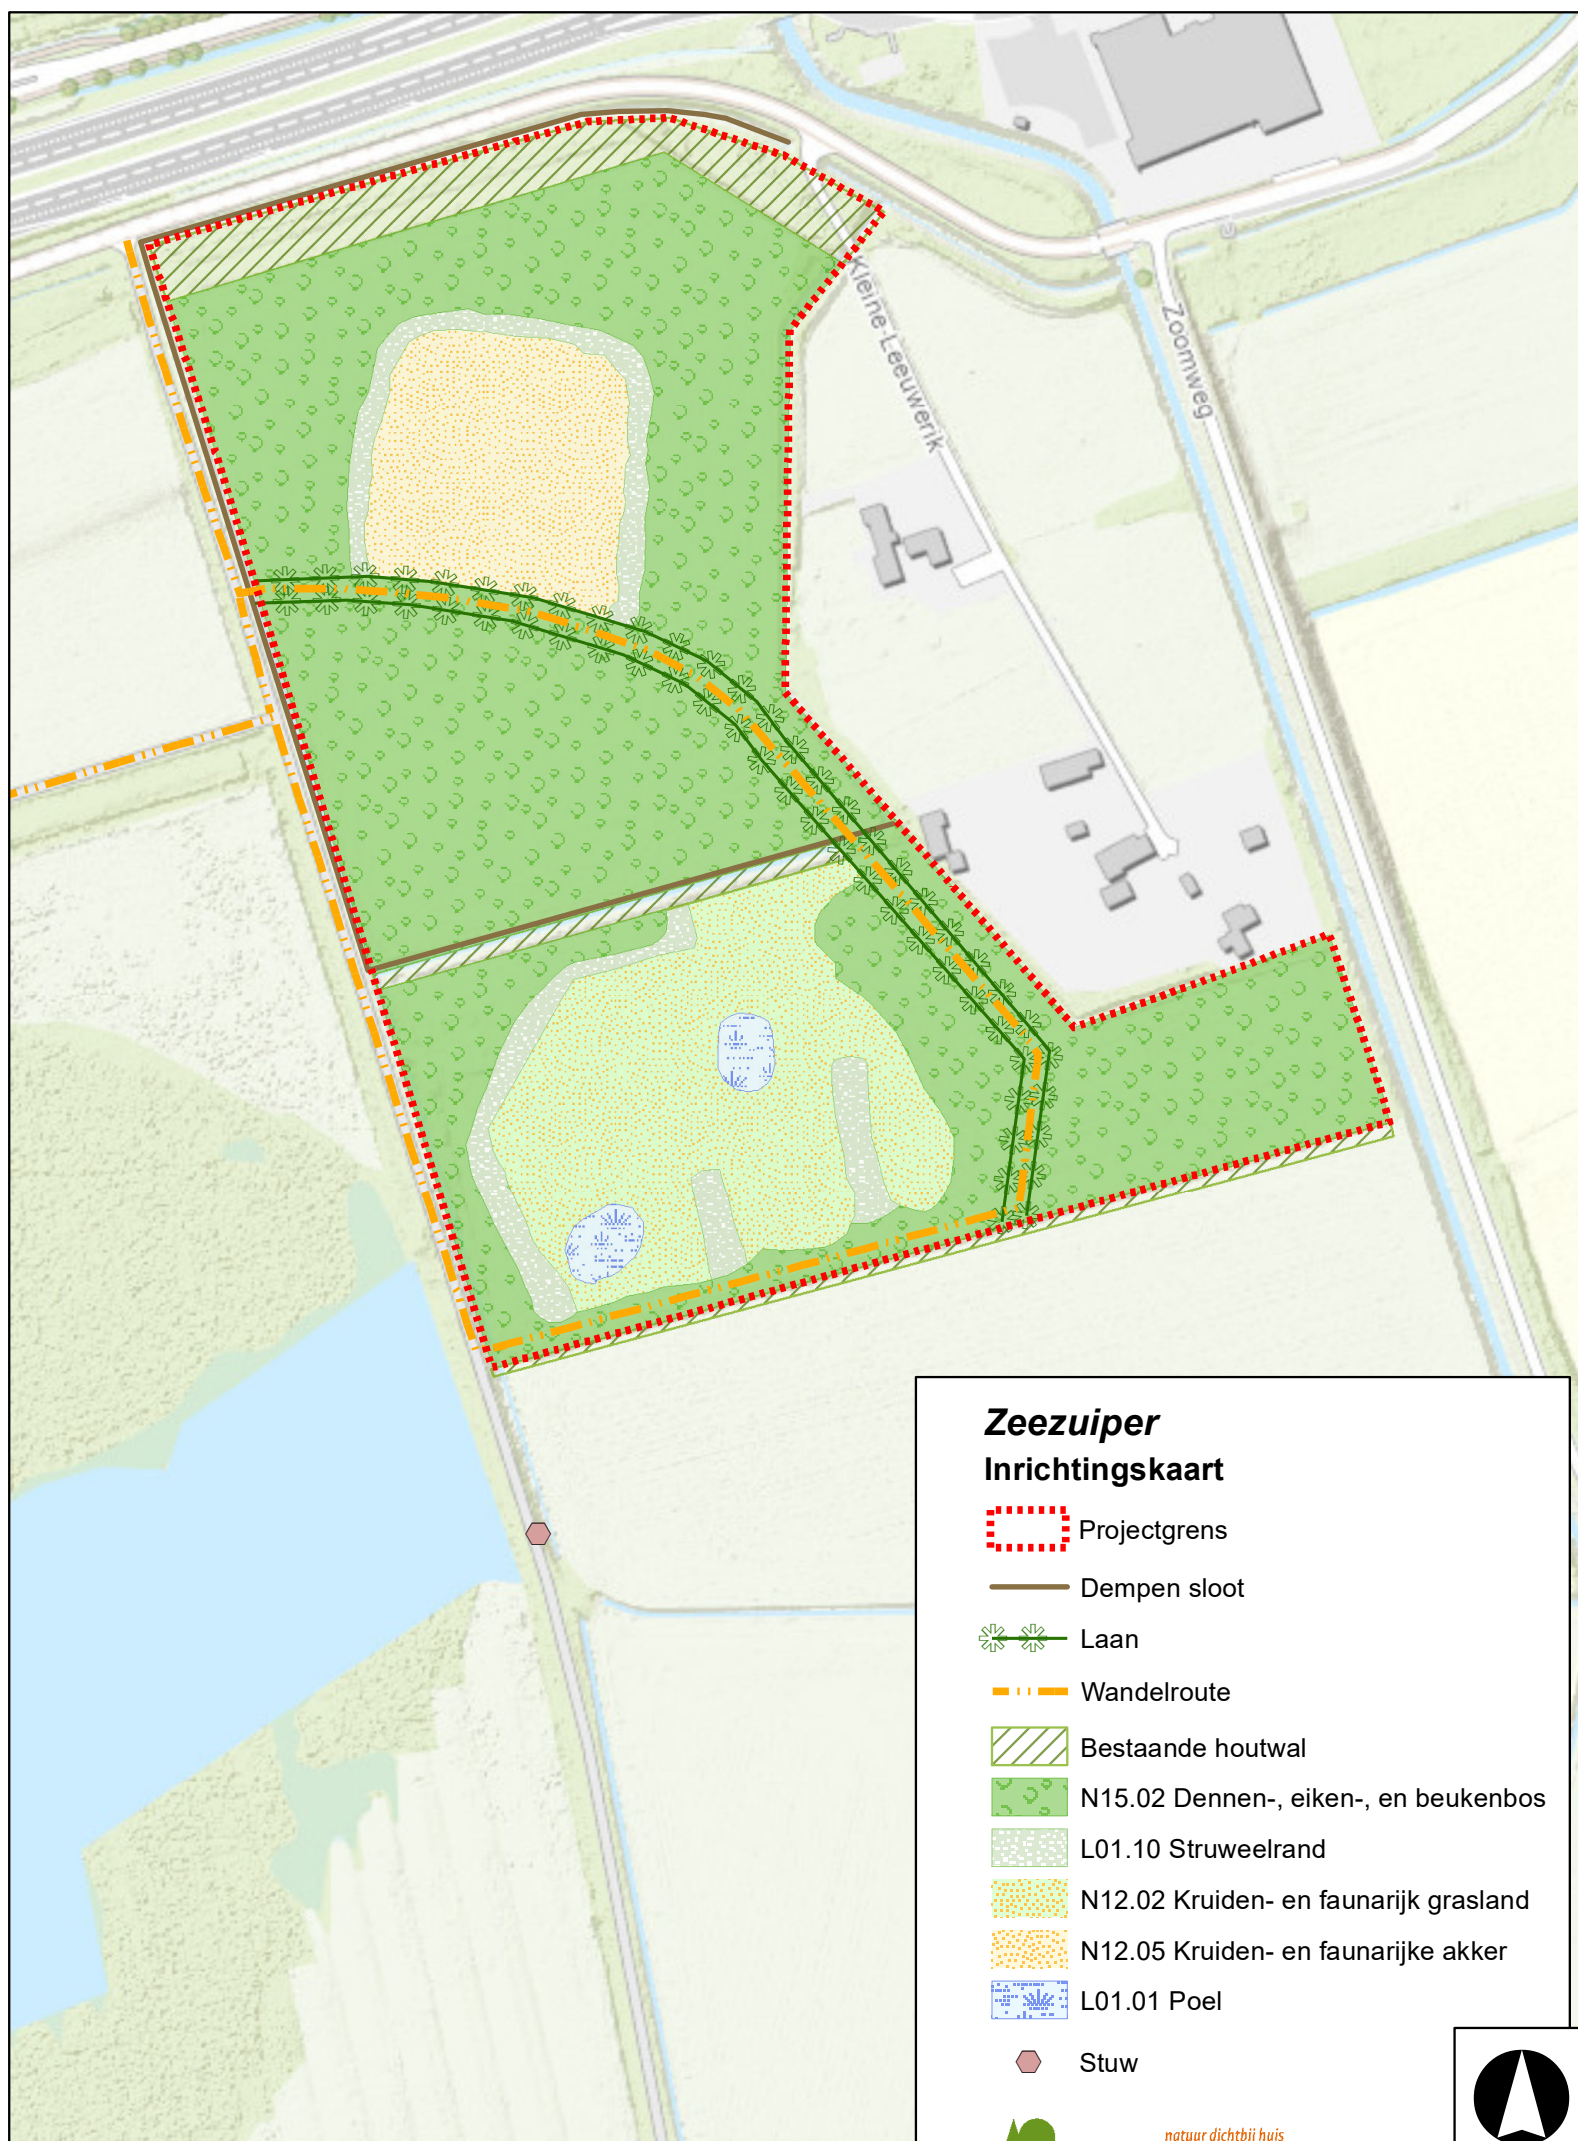 Kleine-Leeuwerik
Zoomweg
Zeezuiper
Inrichtingskaart
Projectgrens
Dempen sloot
Laan
Wandelroute
Bestaande houtwal
N15.02 Dennen-, eiken-, en beukenbos
L01.10 Struweelrand
N12.02 Kruiden- en faunarijk grasland
N12.05 Kruiden- en faunarijke akker
L01.01 Poel
Stuw
natuur dichtbij huis